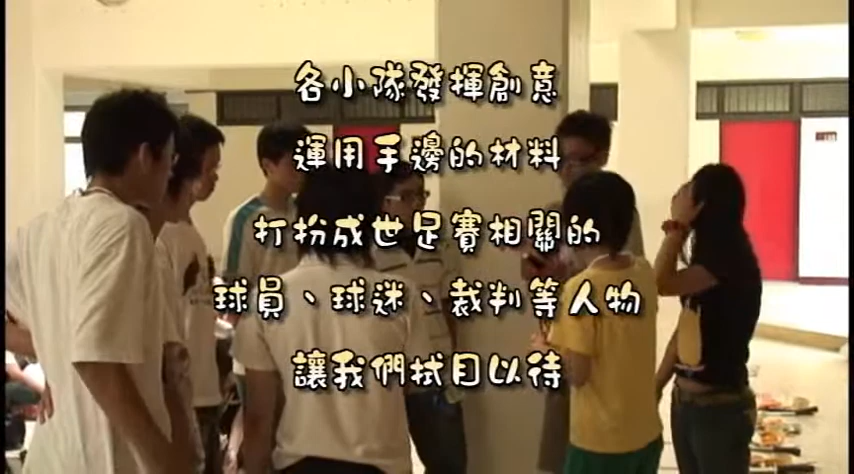 各小隊發揮創意
運用手邊的材料
打扮成世足賽相關的
球員、球迷、裁判等人物
讓我們拭目以待